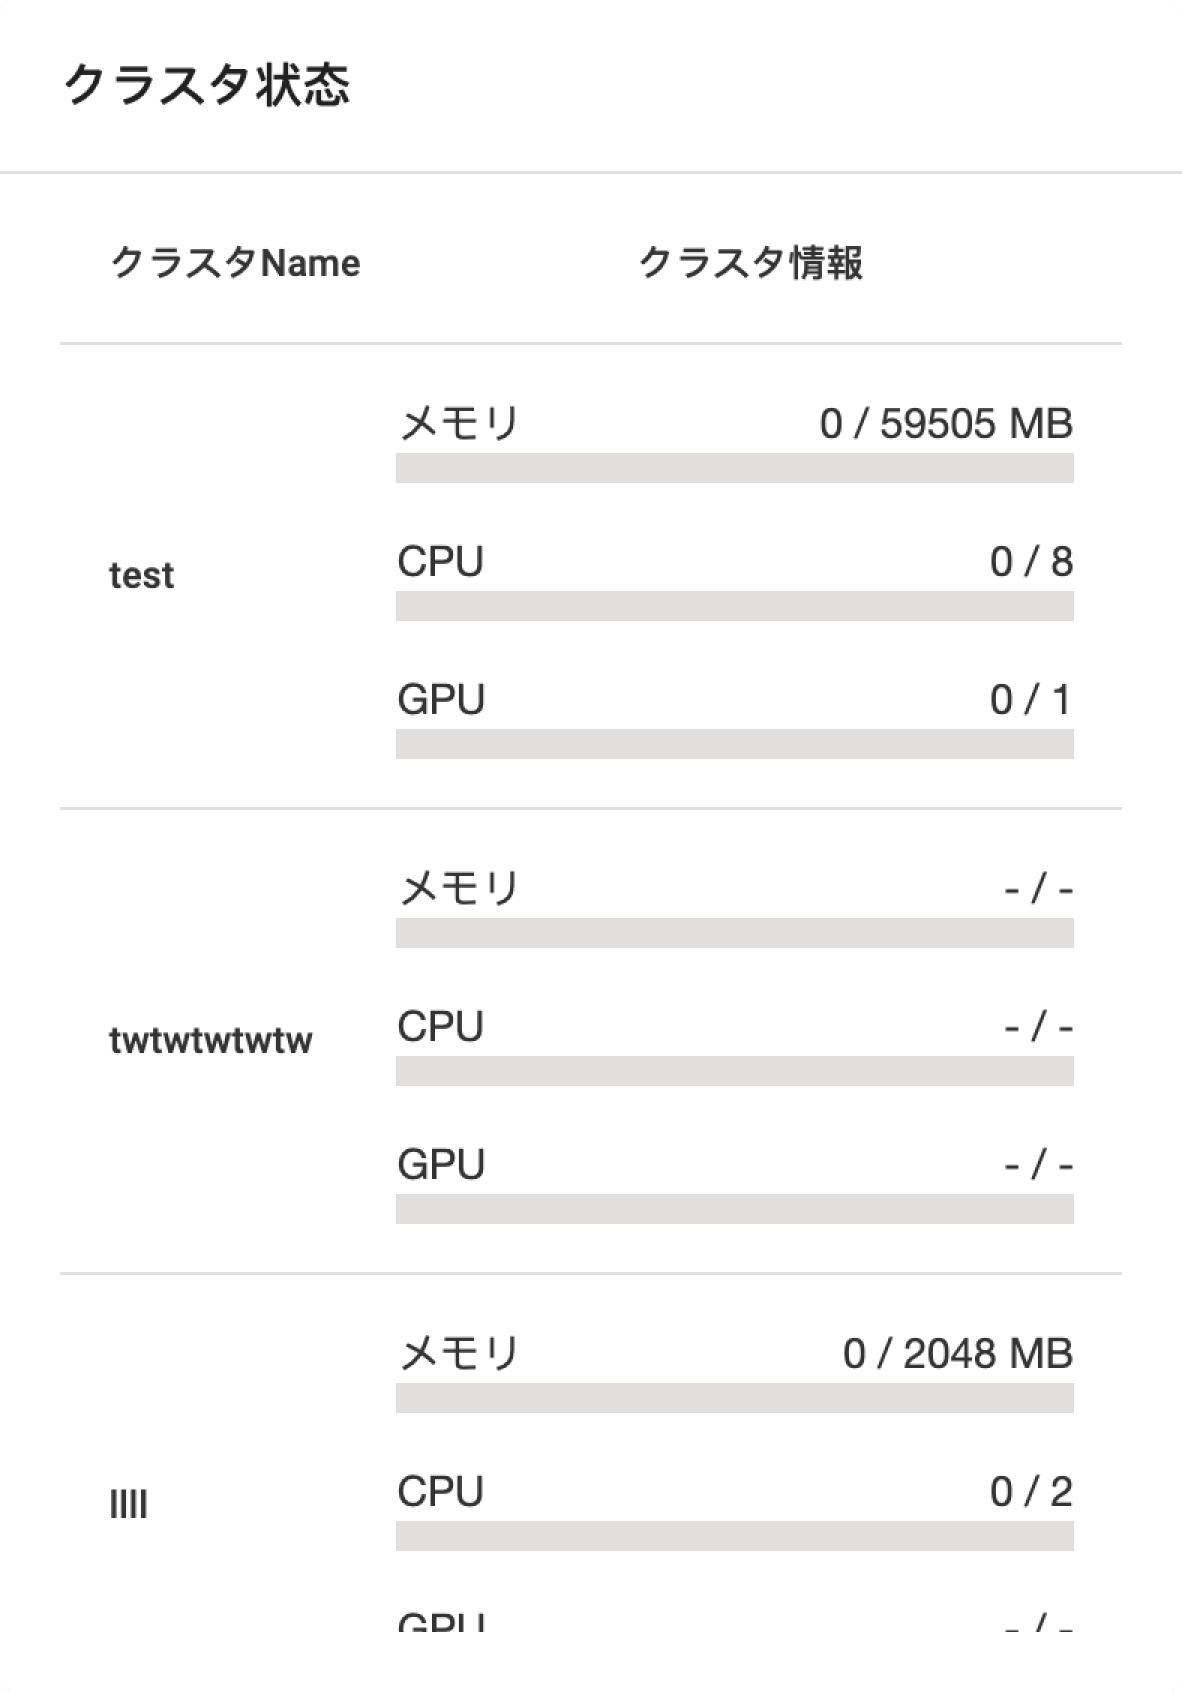 クラスタ状态
クラスタName クラスタ情報
メモリ 0 / 59505 MB
test
CPU 0 / 8
GPU 0 / 1
メモリ - / -
twtwtwtwtw
CPU - / -
GPU - / -
メモリ 0 / 2048 MB
llll
CPU 0 / 2
GPU - / -